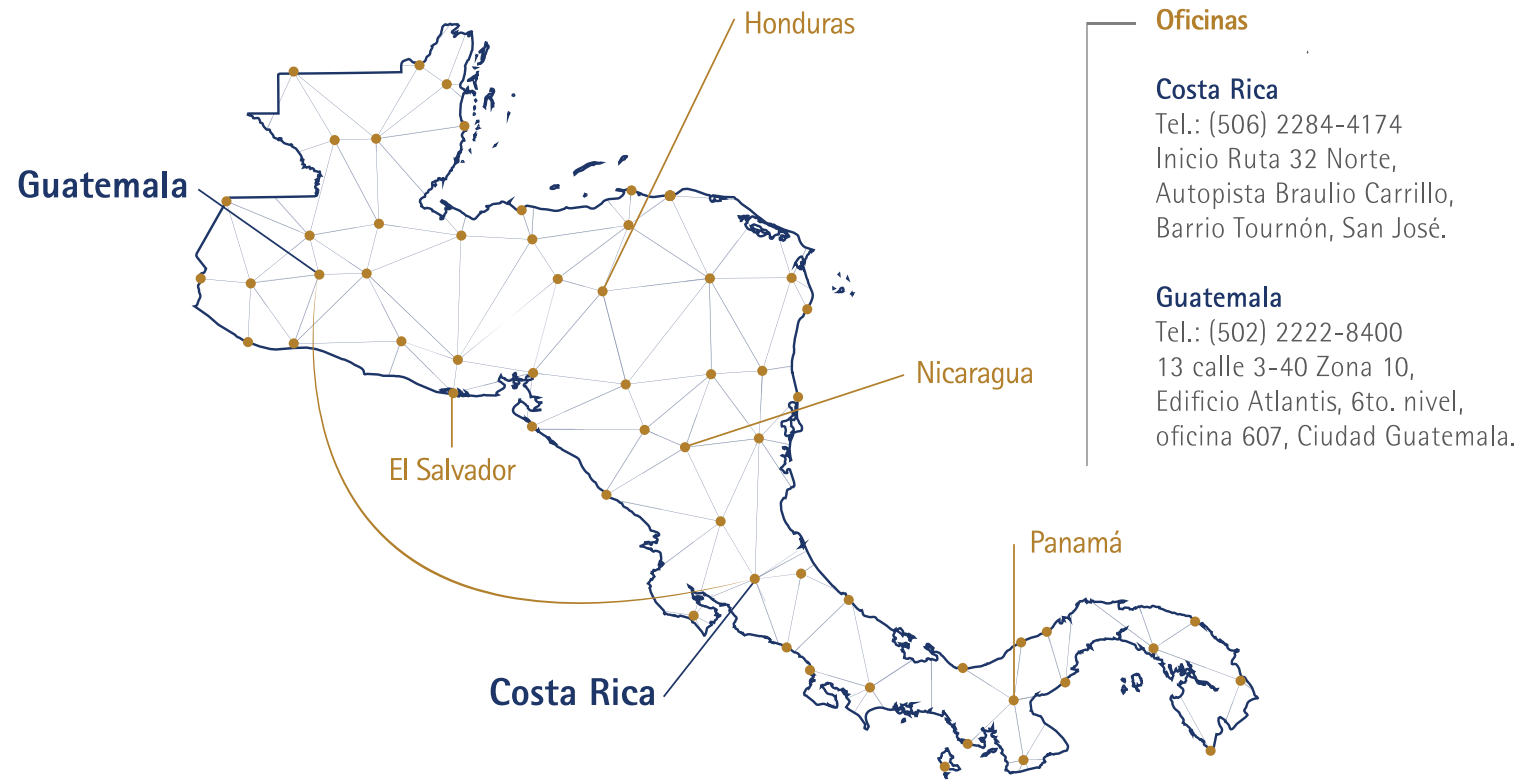 Honduras
Guatemala
Nicaragua
El Salvador
Panamá
Costa Rica
Oficinas
Costa Rica
Tel.: (506) 2284-4174
Inicio Ruta 32 Norte,
Autopista Braulio Carrillo,
Barrio Tournón, San José.
Guatemala
Tel.: (502) 2222-8400
13 calle 3-40 Zona 10,
Edificio Atlantis, 6to. nivel,
oficina 607, Ciudad Guatemala.